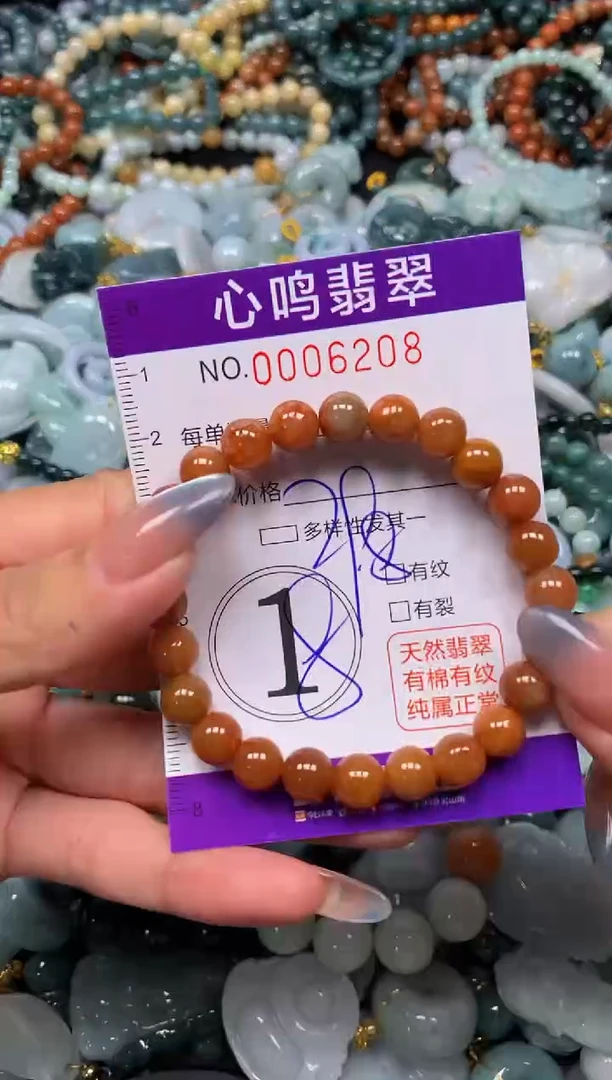 心鸣翡翠
NO.0006208
1
2
每单
价格
多样性发其一
有纹
有裂
1
天然翡翠
有棉有纹
纯属正常
8